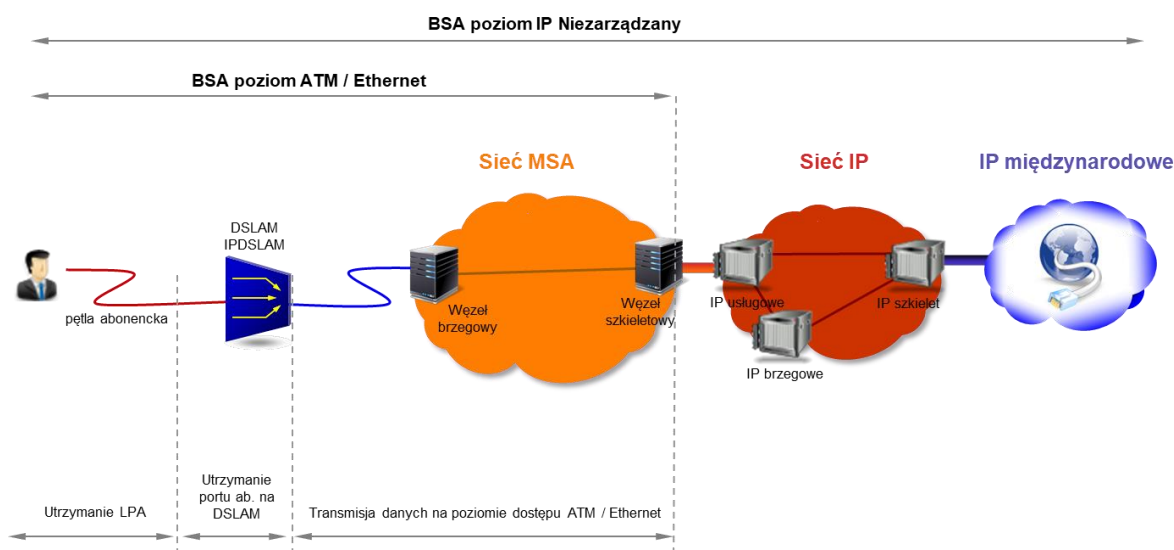 BSA poziom IP Niezarządzany
BSA poziom ATM / Ethernet
Sieć MSA
Sieć IP
IP międzynarodowe
DSLAM
IPDSLAM
pętla abonencka
Węzeł
brzegowy
Węzeł
szkieletowy
IP usługowe
IP szkielet
IP brzegowe
Utrzymanie LPA
Utrzymanie
portu ab. na
DSLAM
Transmisja danych na poziomie dostępu ATM / Ethernet